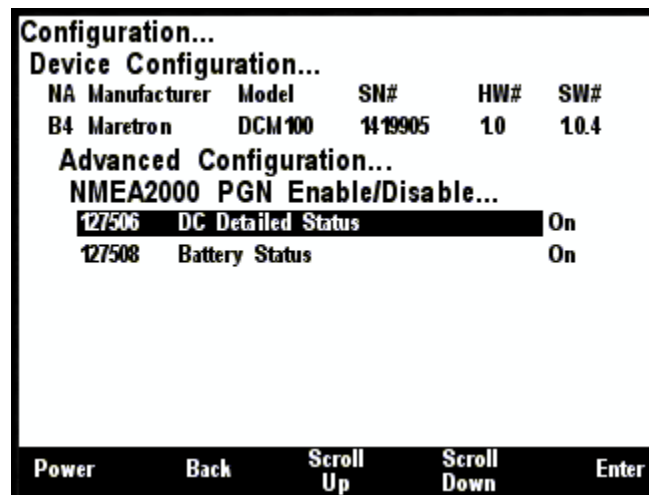 Configuration...
Device Configuration...
NA Manufacturer Model SN# HW# SW#
B4 Maretron DCM100 1419905 1.0 1.0.4
Advanced Configuration...
NMEA2000 PGN Enable/Disable...
127506 DC Detailed Status On
127508 Battery Status On
Power Back Scroll Up Scroll Down Enter